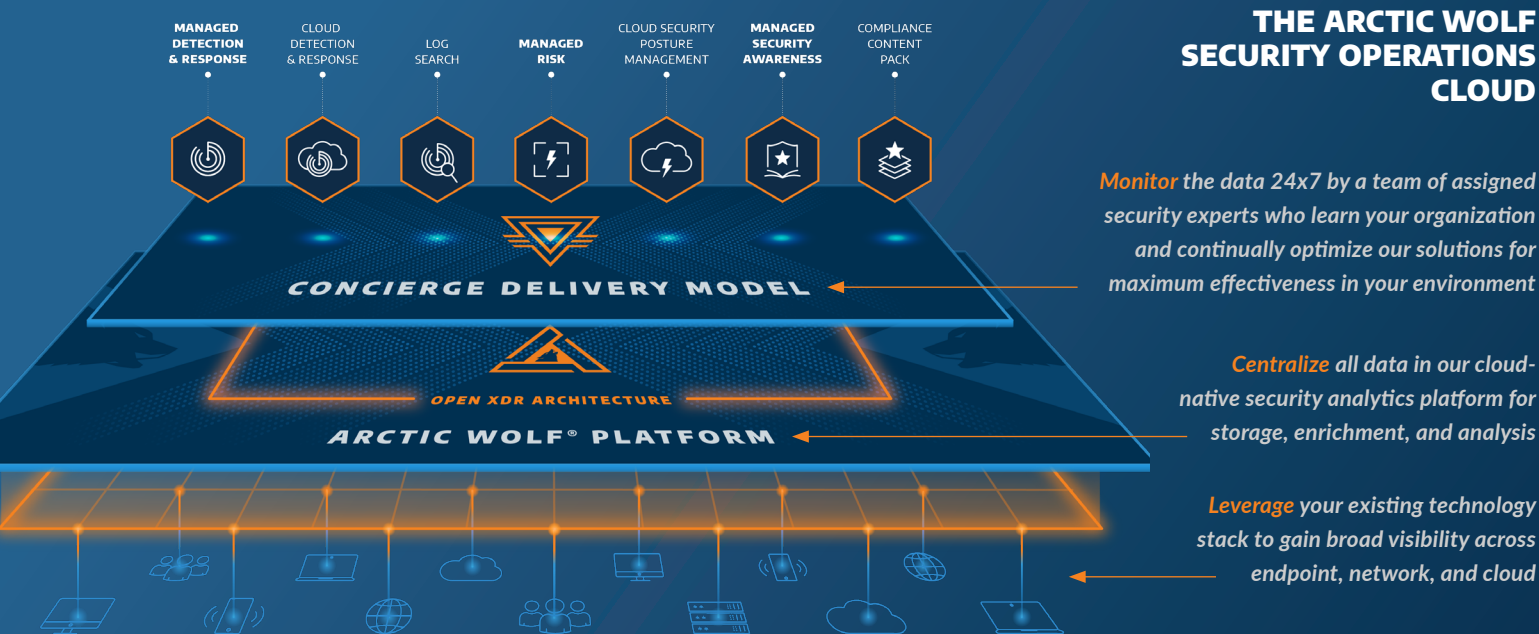 THE ARCTIC WOLF
SECURITY OPERATIONS
CLOUD
MANAGED
DETECTION
& RESPONSE
CLOUD
DETECTION
& RESPONSE
LOG
SEARCH
MANAGED
RISK
CLOUD SECURITY
POSTURE
MANAGEMENT
MANAGED
SECURITY
AWARENESS
COMPLIANCE
CONTENT
PACK
CONCIERGE DELIVERY MODEL
Monitor the data 24x7 by a team of assigned
security experts who learn your organization
and continually optimize our solutions for
maximum effectiveness in your environment
OPEN XDR ARCHITECTURE
ARCTIC WOLF® PLATFORM
Centralize all data in our cloud-
native security analytics platform for
storage, enrichment, and analysis
Leverage your existing technology
stack to gain broad visibility across
endpoint, network, and cloud